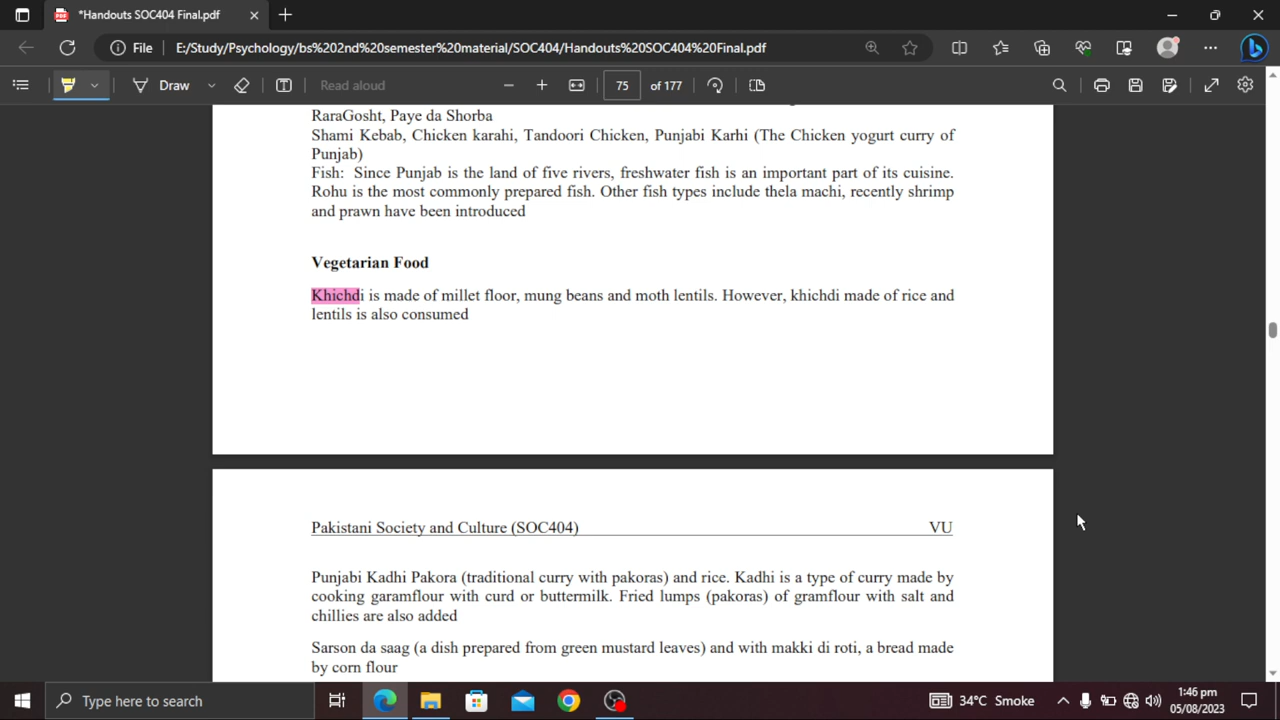 *Handouts SOC404 Final.pdf
File
E:/Study/Psychology/bs%202nd%20semester%20material/SOC404/Handouts%20SOC404%20Final.pdf
Draw
Read aloud
75 of 177
RaraGosht, Paye da Shorba
Shami Kebab, Chicken karahi, Tandoori Chicken, Punjabi Karhi (The Chicken yogurt curry of
Punjab)
Fish: Since Punjab is the land of five rivers, freshwater fish is an important part of its cuisine.
Rohu is the most commonly prepared fish. Other fish types include thela machi, recently shrimp
and prawn have been introduced
Vegetarian Food
Khichdi is made of millet floor, mung beans and moth lentils. However, khichdi made of rice and
lentils is also consumed
Pakistani Society and Culture (SOC404) VU
Punjabi Kadhi Pakora (traditional curry with pakoras) and rice. Kadhi is a type of curry made by
cooking garamflour with curd or buttermilk. Fried lumps (pakoras) of gramflour with salt and
chillies are also added
Sarson da saag (a dish prepared from green mustard leaves) and with makki di roti, a bread made
by corn flour
Type here to search
34°C Smoke
1:46 pm
05/08/2023